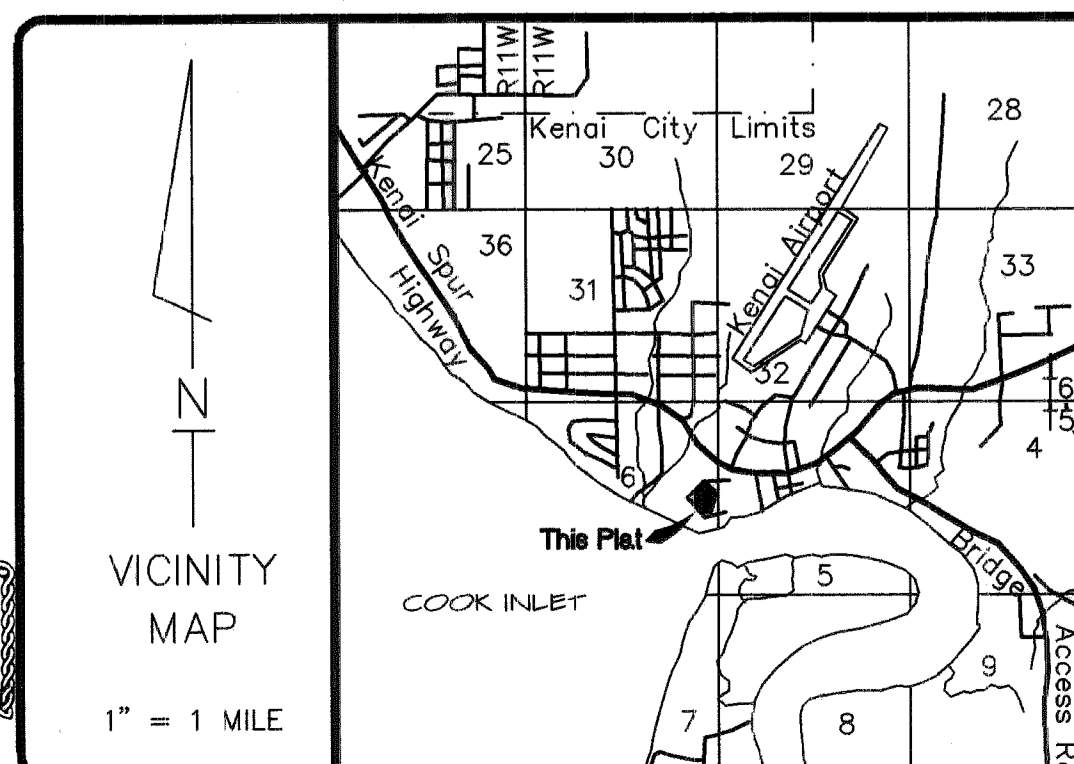 N
VICINITY
MAP
1" = 1 MILE
R11W
R11W
Kenai City Limits
28
25
30
29
Kenai Spur Highway
Kenai Airport
36
31
33
32
6
5
4
6
This Plat
COOK INLET
5
Bridge Access
9
7
8